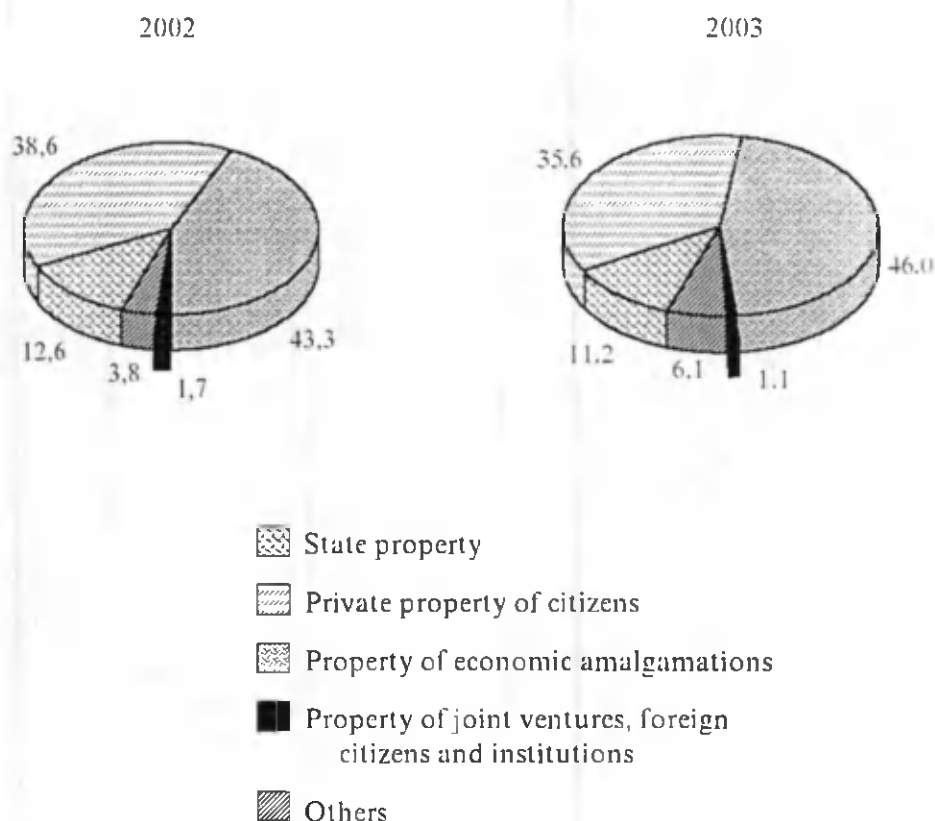 2002
2003
38,6
12,6
3,8
1,7
43,3
35.6
11.2
6.1
1.1
46.0
State property
Private property of citizens
Property of economic amalgamations
Property of joint ventures, foreign
citizens and institutions
Others